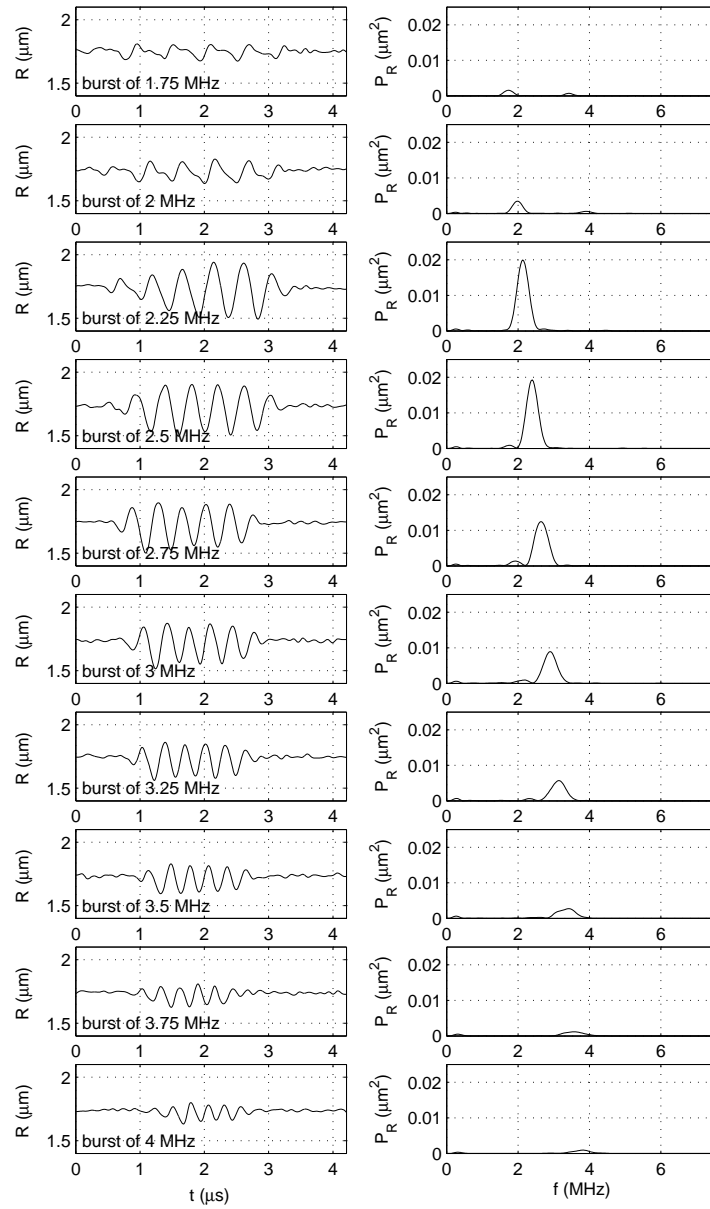 2
1.5
R (μm)
burst of 1.75 MHz
0 1 2 3 4
0.02
0.01
0
P_R (μm²)
0 2 4 6
2
1.5
R (μm)
burst of 2 MHz
0 1 2 3 4
0.02
0.01
0
P_R (μm²)
0 2 4 6
2
1.5
R (μm)
burst of 2.25 MHz
0 1 2 3 4
0.02
0.01
0
P_R (μm²)
0 2 4 6
2
1.5
R (μm)
burst of 2.5 MHz
0 1 2 3 4
0.02
0.01
0
P_R (μm²)
0 2 4 6
2
1.5
R (μm)
burst of 2.75 MHz
0 1 2 3 4
0.02
0.01
0
P_R (μm²)
0 2 4 6
2
1.5
R (μm)
burst of 3 MHz
0 1 2 3 4
0.02
0.01
0
P_R (μm²)
0 2 4 6
2
1.5
R (μm)
burst of 3.25 MHz
0 1 2 3 4
0.02
0.01
0
P_R (μm²)
0 2 4 6
2
1.5
R (μm)
burst of 3.5 MHz
0 1 2 3 4
0.02
0.01
0
P_R (μm²)
0 2 4 6
2
1.5
R (μm)
burst of 3.75 MHz
0 1 2 3 4
0.02
0.01
0
P_R (μm²)
0 2 4 6
2
1.5
R (μm)
burst of 4 MHz
0 1 2 3 4
t (μs)
0.02
0.01
0
P_R (μm²)
0 2 4 6
f (MHz)